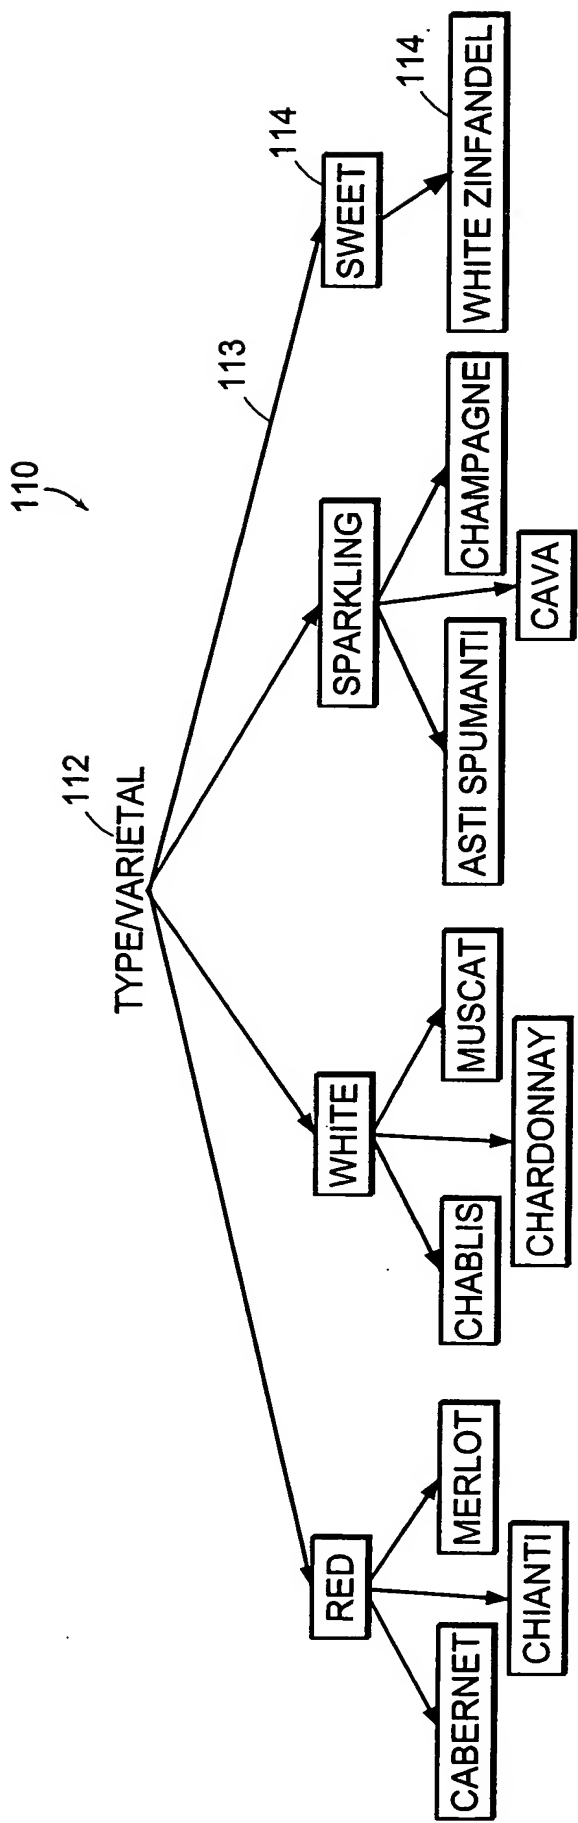 110
112
TYPE/VARIETAL
113
114
RED
WHITE
SPARKLING
SWEET
114
CABERNET
MERLOT
CHABLIS
MUSCAT
ASTI SPUMANTI
CHAMPAGNE
WHITE ZINFANDEL
CHIANTI
CHARDONNAY
CAVA